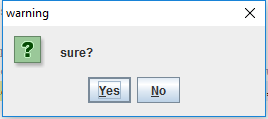 warning
sure?
Yes No